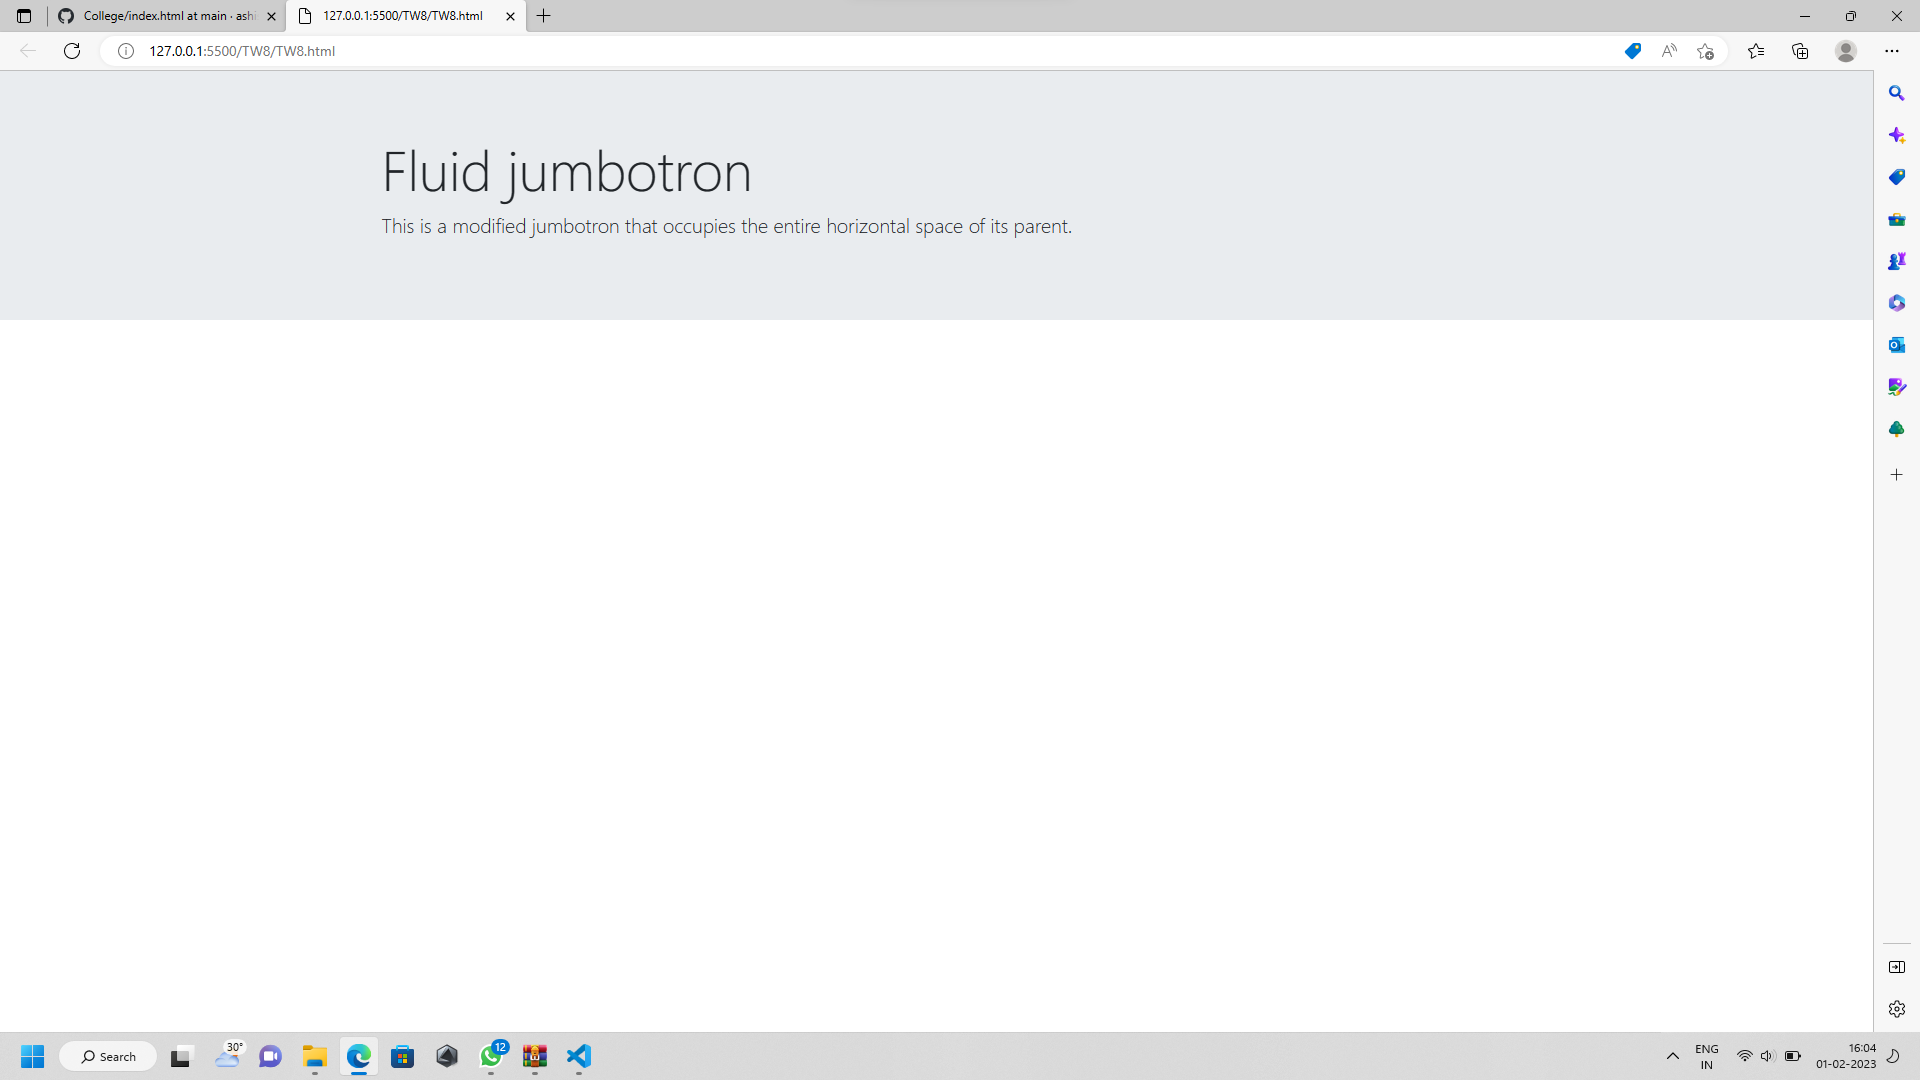 College/index.html at main · ash
127.0.0.1:5500/TW8/TW8.html
127.0.0.1:5500/TW8/TW8.html
Fluid jumbotron
This is a modified jumbotron that occupies the entire horizontal space of its parent.
Search
30°
12
ENG
IN
16:04
01-02-2023